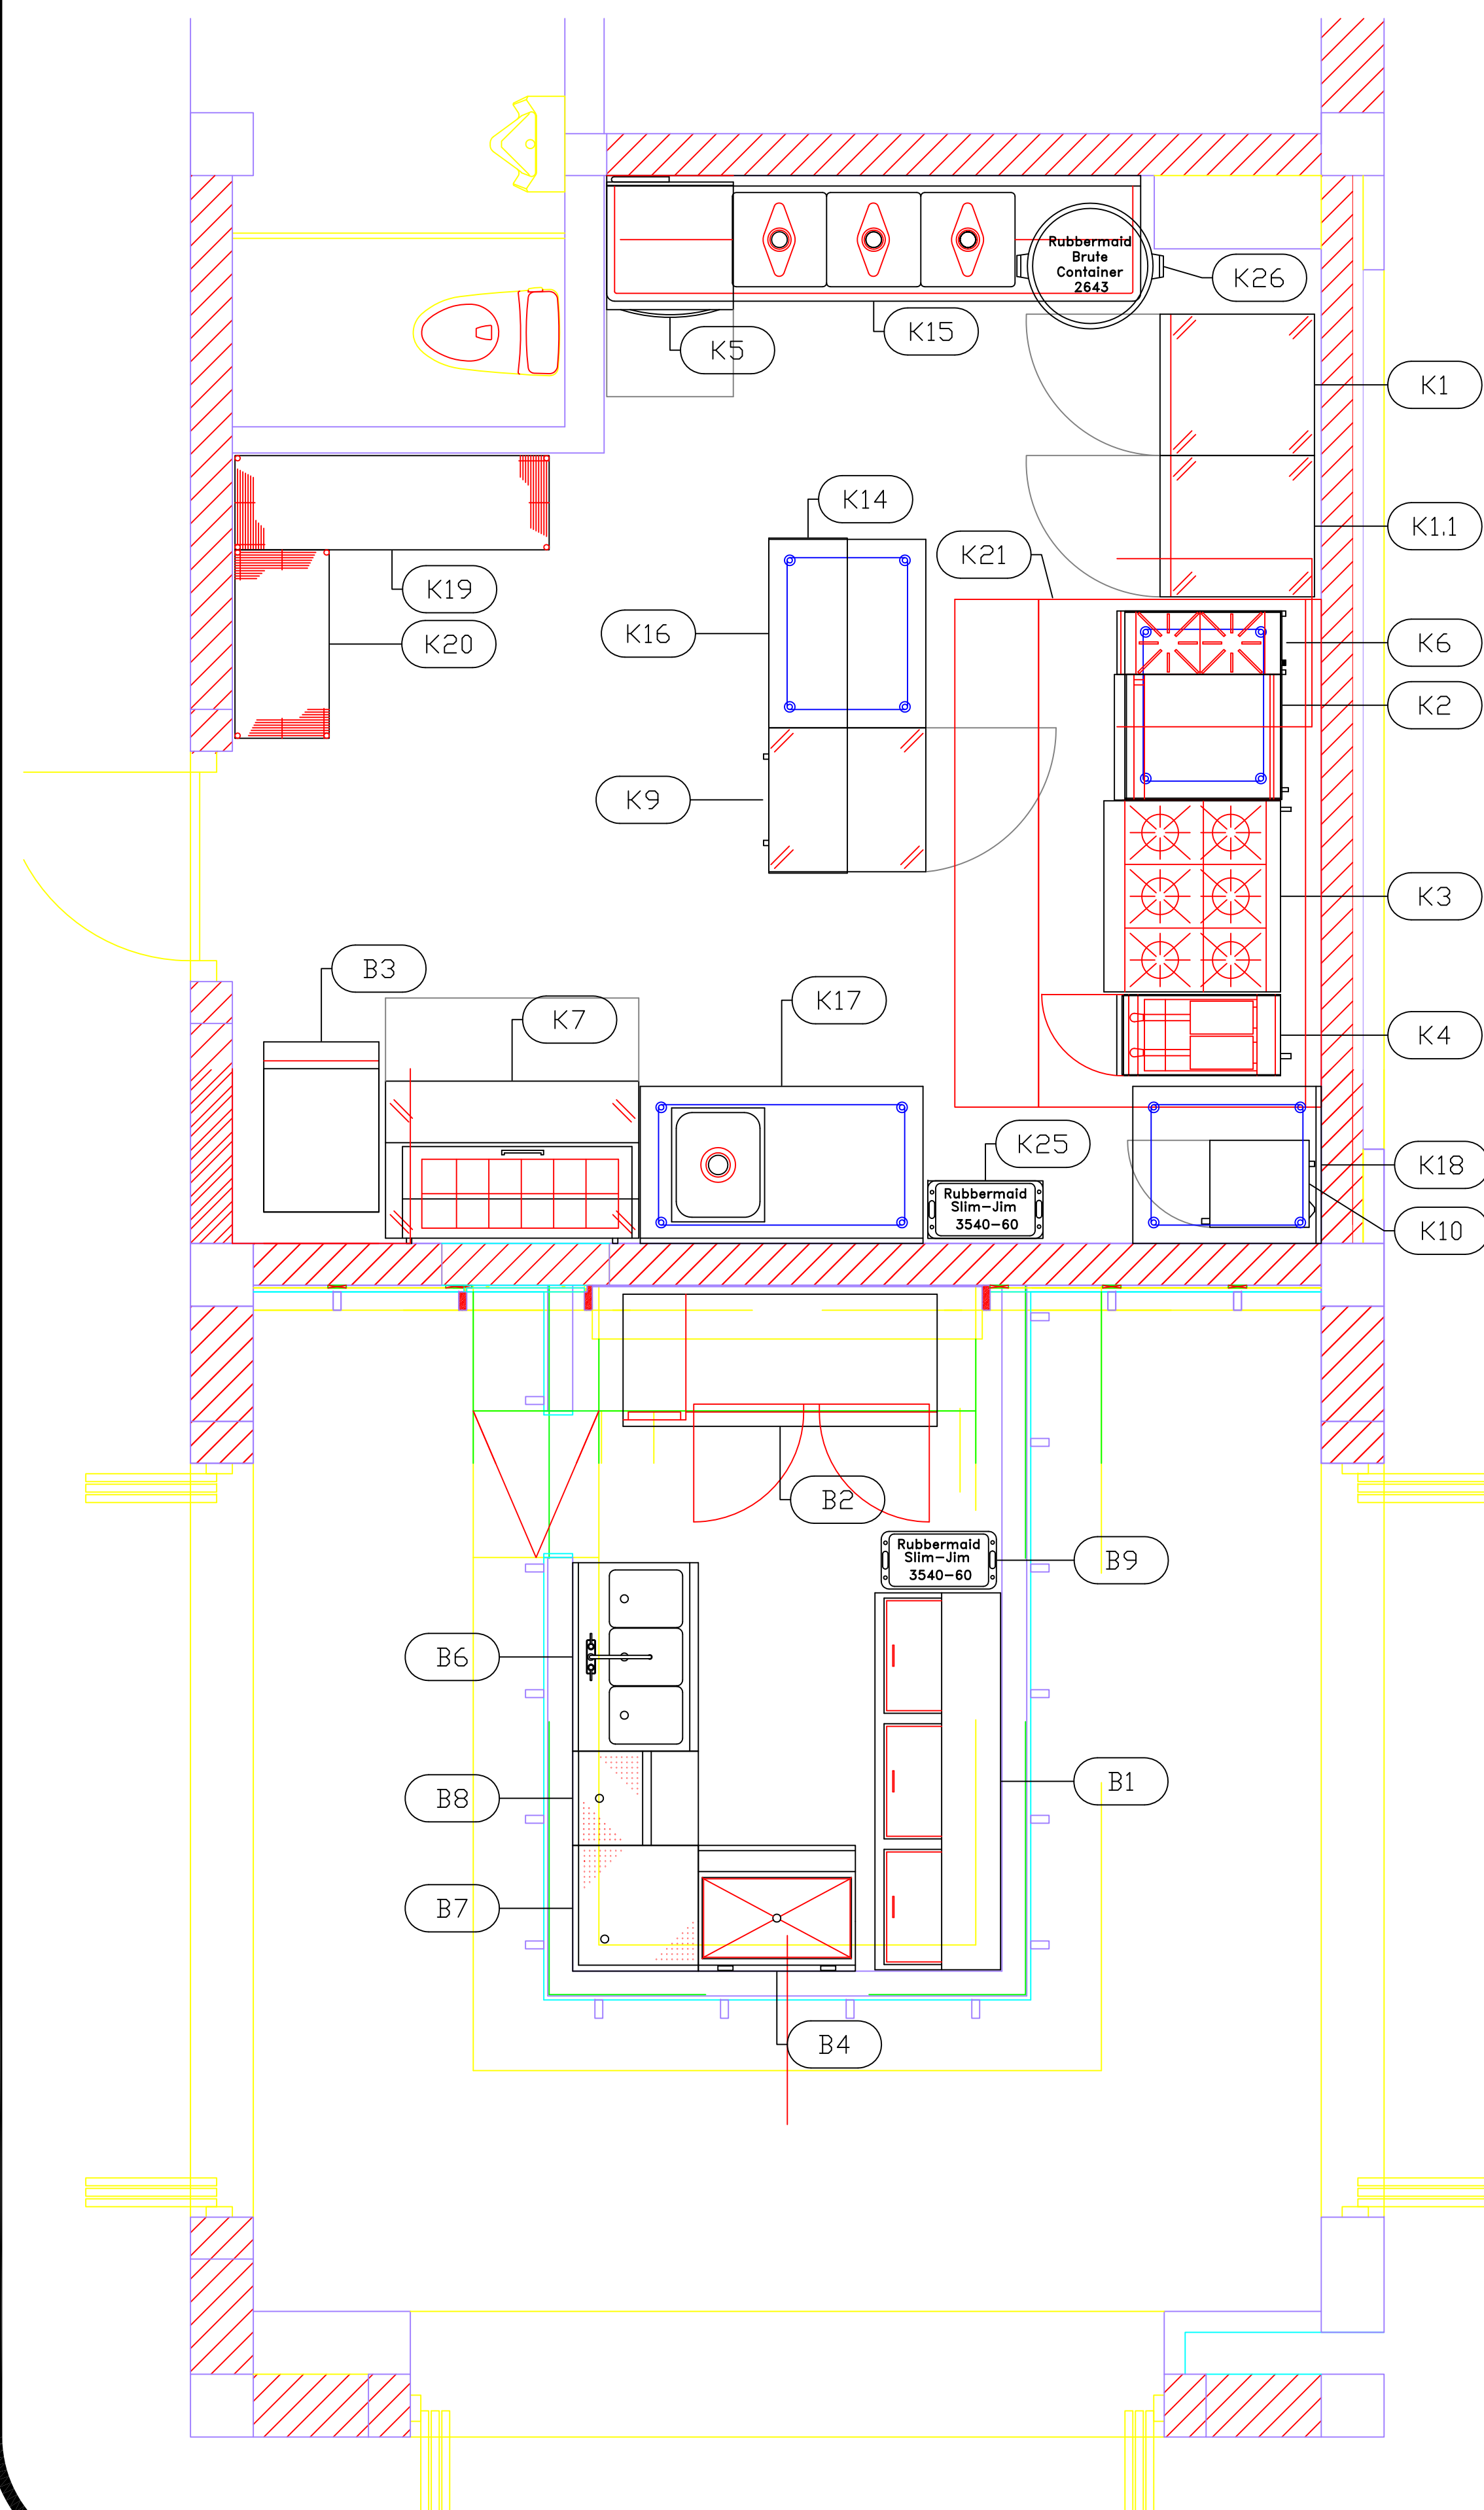 Rubbermaid
Brute
Container
2643
K26
K15
K5
K1
K14
K1.1
K21
K19
K16
K20
K6
K2
K9
K3
B3
K17
K7
K4
K25
K18
Rubbermaid
Slim-Jim
3540-60
K10
B2
Rubbermaid
Slim-Jim
3540-60
B9
B6
B1
B8
B7
B4